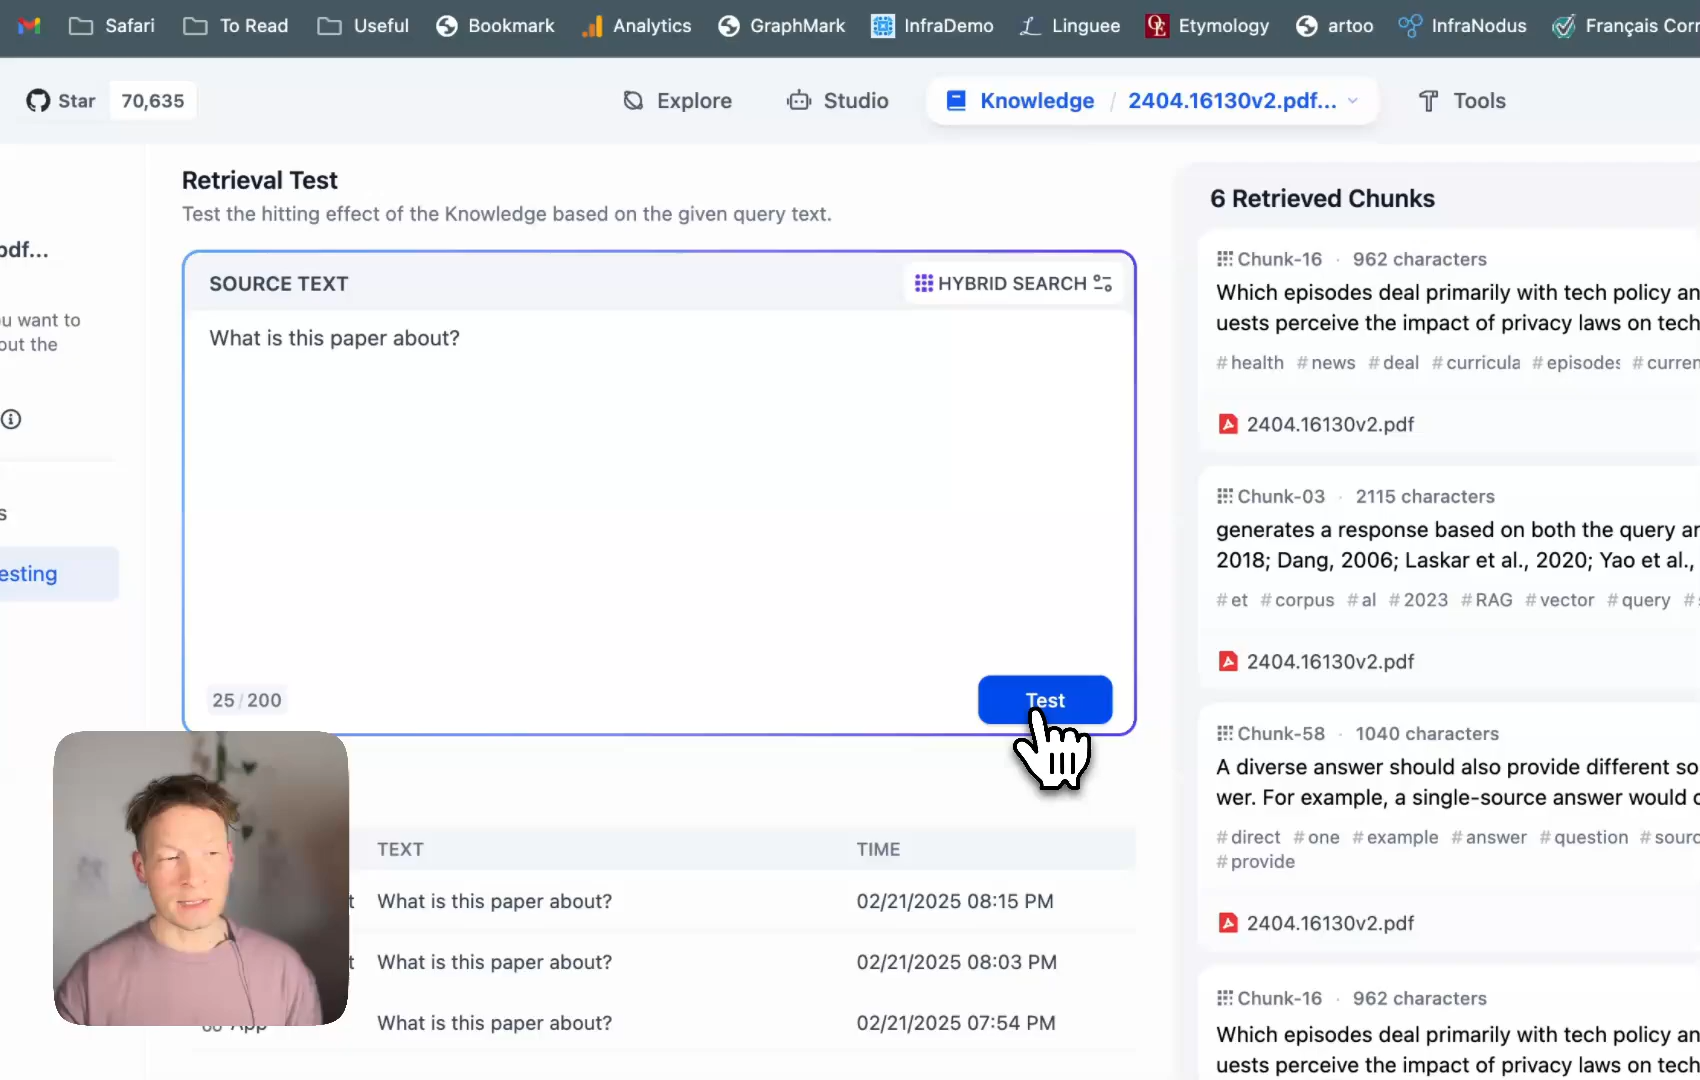 Safari To Read Useful Bookmark Analytics GraphMark InfraDemo Linguee Etymology artoo InfraNodus Français Corr
Star 70,635 Explore Studio Knowledge / 2404.16130v2.pdf... Tools
Retrieval Test
Test the hitting effect of the Knowledge based on the given query text.
odf...
u want to
out the
s
esting
SOURCE TEXT HYBRID SEARCH
What is this paper about?
25 / 200
Test
TEXT TIME
t What is this paper about? 02/21/2025 08:15 PM
t What is this paper about? 02/21/2025 08:03 PM
App What is this paper about? 02/21/2025 07:54 PM
6 Retrieved Chunks
Chunk-16 · 962 characters
Which episodes deal primarily with tech policy an
uests perceive the impact of privacy laws on tech
# health # news # deal # curricula # episodes # curren
2404.16130v2.pdf
Chunk-03 · 2115 characters
generates a response based on both the query an
2018; Dang, 2006; Laskar et al., 2020; Yao et al.,
# et # corpus # al # 2023 # RAG # vector # query # s
2404.16130v2.pdf
Chunk-58 · 1040 characters
A diverse answer should also provide different so
wer. For example, a single-source answer would c
# direct # one # example # answer # question # sourc
# provide
2404.16130v2.pdf
Chunk-16 · 962 characters
Which episodes deal primarily with tech policy an
uests perceive the impact of privacy laws on tech